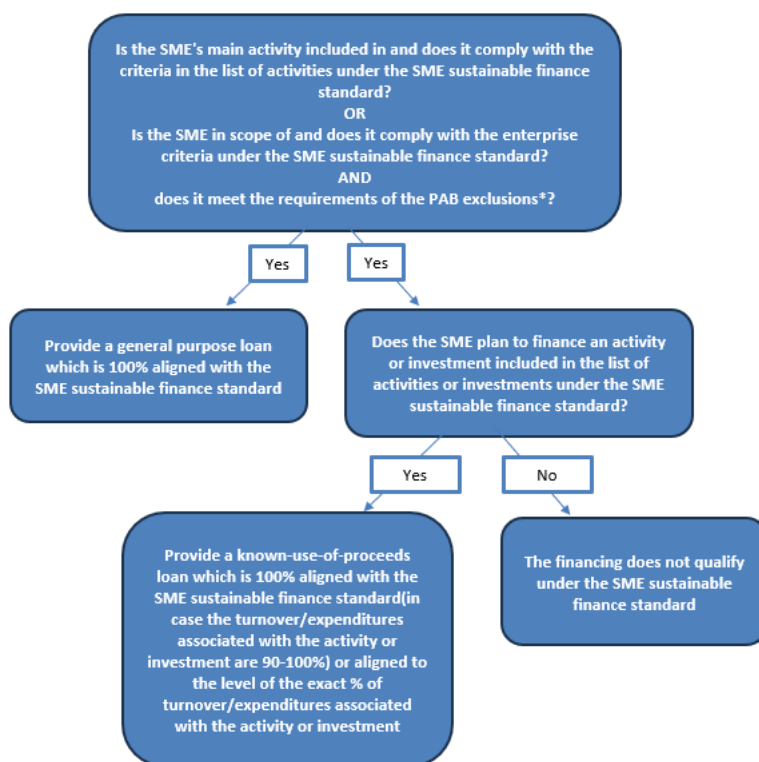 Is the SME's main activity included in and does it comply with the
criteria in the list of activities under the SME sustainable finance
standard?
OR
Is the SME in scope of and does it comply with the enterprise
criteria under the SME sustainable finance standard?
AND
does it meet the requirements of the PAB exclusions*?
Yes
Yes
Provide a general purpose loan
which is 100% aligned with the
SME sustainable finance standard
Does the SME plan to finance an activity
or investment included in the list of
activities or investments under the SME
sustainable finance standard?
Yes
No
Provide a known-use-of-proceeds
loan which is 100% aligned with the
SME sustainable finance standard(in
case the turnover/expenditures
associated with the activity or
investment are 90-100%) or aligned to
the level of the exact % of
turnover/expenditures associated
with the activity or investment
The financing does not qualify
under the SME sustainable
finance standard